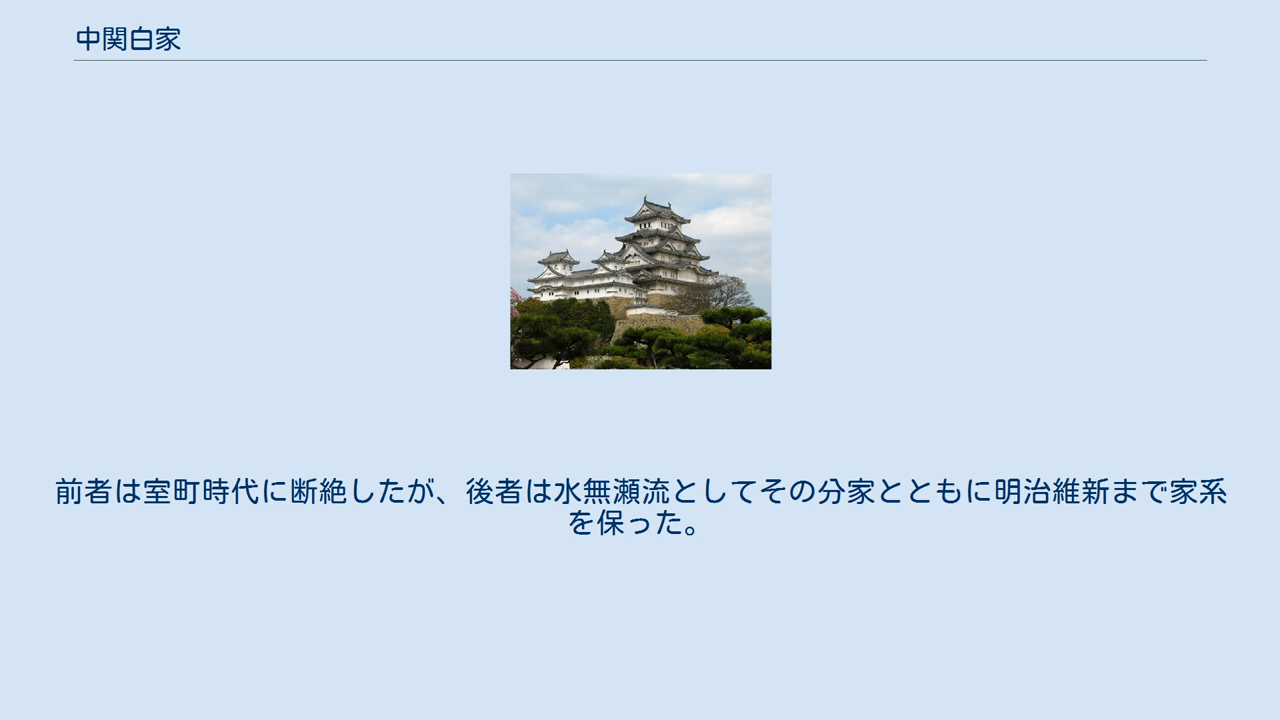 中関白家
前者は室町時代に断絶したが、後者は水無瀬流としてその分家とともに明治維新まで家系
を保った。